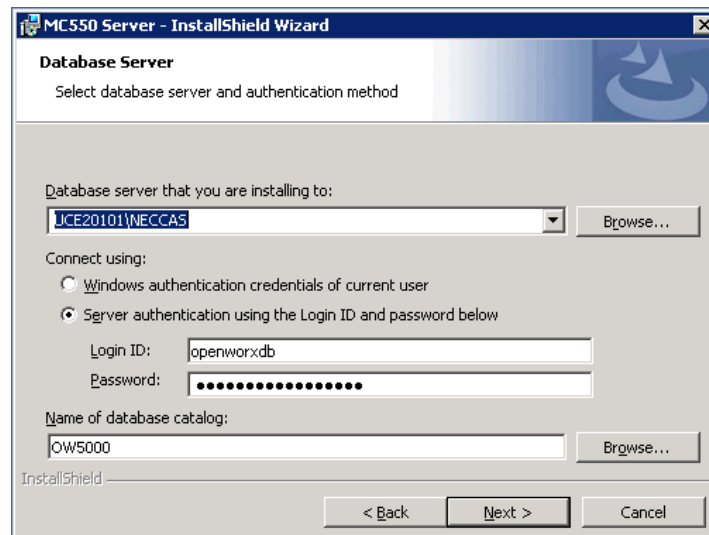 MC550 Server - InstallShield Wizard
Database Server
Select database server and authentication method
Database server that you are installing to:
UCE20101\NECCAS
Browse...
Connect using:
Windows authentication credentials of current user
Server authentication using the Login ID and password below
Login ID:
openworxdb
Password:
●●●●●●●●●●●●●●●●●
Name of database catalog:
OW5000
Browse...
InstallShield
< Back
Next >
Cancel